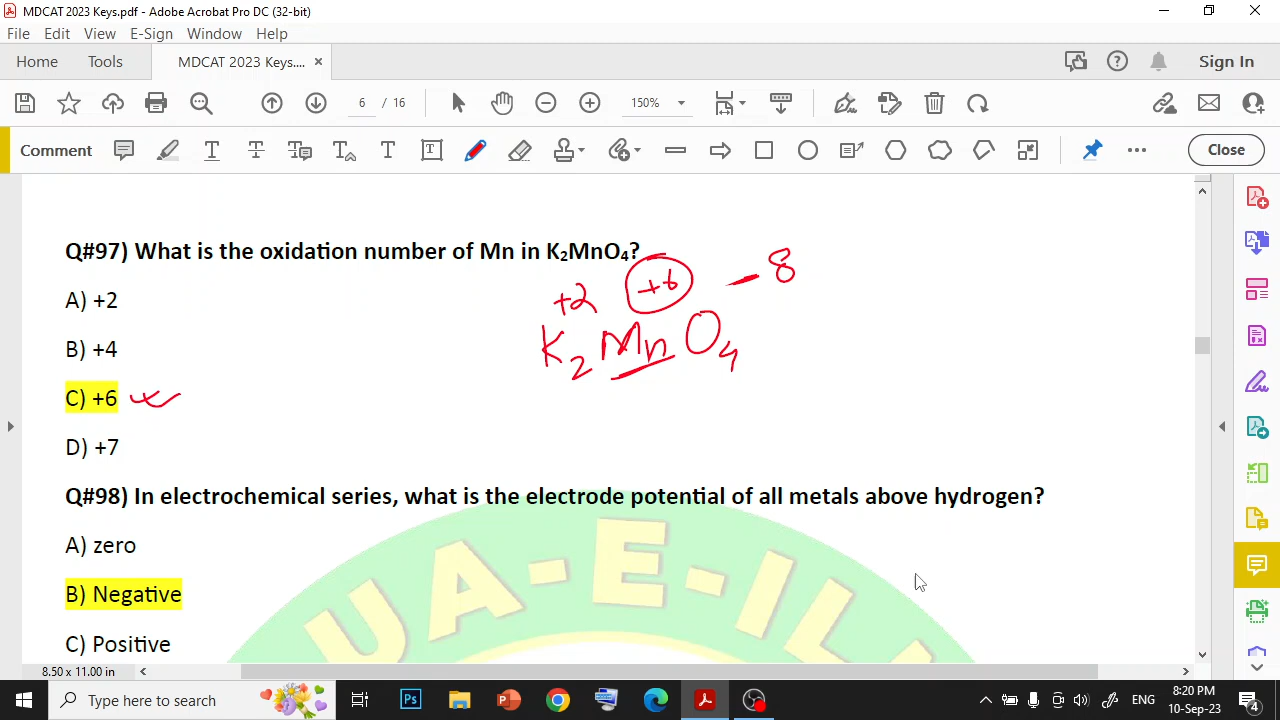 MDCAT 2023 Keys.pdf - Adobe Acrobat Pro DC (32-bit)
File Edit View E-Sign Window Help
Home Tools MDCAT 2023 Keys.... × Sign In
6 / 16 150%
Comment Close
Q#97) What is the oxidation number of Mn in K₂MnO₄?
A) +2
B) +4
C) +6
D) +7
+2 +6 - 8
K₂ Mn O₄
Q#98) In electrochemical series, what is the electrode potential of all metals above hydrogen?
A) zero
B) Negative
C) Positive
UA-E-IL
8.50 x 11.00 in
Type here to search
ENG
8:20 PM
10-Sep-23
4